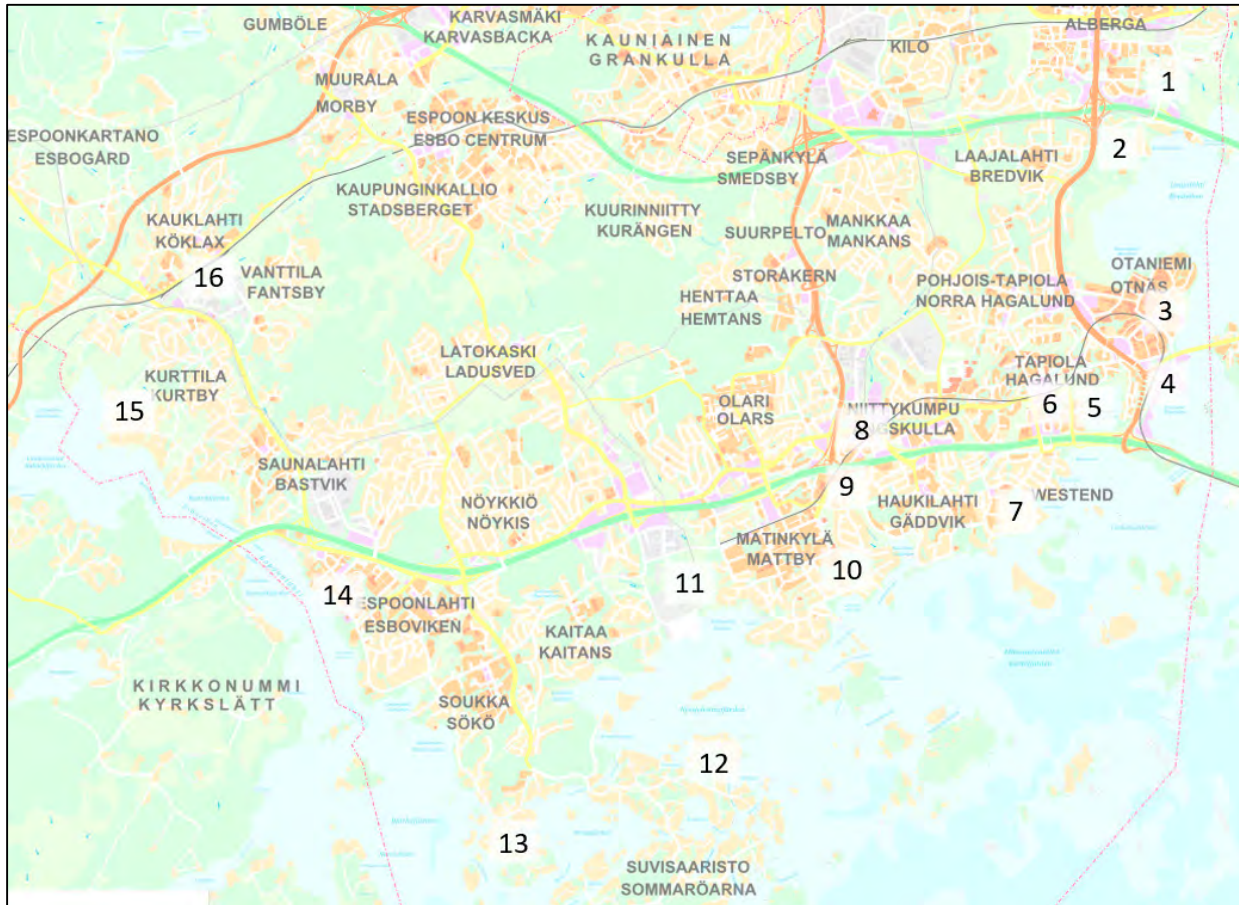 GUMBÖLE
KARVASMÄKI
KARVASBACKA
KAUNIAINEN
GRANKULLA
KILO
ALBERGA
1
MUURALA
MORBY
ESPOON KESKUS
ESBO CENTRUM
ESPOONKARTANO
ESBOGÅRD
SEPÄNKYLÄ
SMEDSBY
LAAJALAHTI
BREDVIK
2
KAUPUNGINKALLIO
STADSBERGET
KUURINNIITTY
KURÄNGEN
KAUKLAHTI
KÖKLAX
SUURPELTO
STORÅKERN
MANKKAA
MANKANS
16
VANTTILA
FANTSBY
HENTTAA
HEMTANS
POHJOIS-TAPIOLA
NORRA HAGALUND
OTANIEMI
OTNÄS
3
LATOKASKI
LADUSVED
KURTTILA
KURTBY
TAPIOLA
HAGALUND
4
15
OLARI
OLARS
8
NIITTYKUMPU
6
5
SAUNALAHTI
BASTVIK
NÖYKKIÖ
NÖYKIS
9
HAUKILAHTI
GÄDDVIK
7
WESTEND
MATINKYLÄ
MATTBY
10
11
14
ESPOONLAHTI
ESBOVIKEN
KAITAA
KAITANS
KIRKKONUMMI
KYRKSLÄTT
SOUKKA
SÖKÖ
12
13
SUVISAARISTO
SOMMARÖARNA